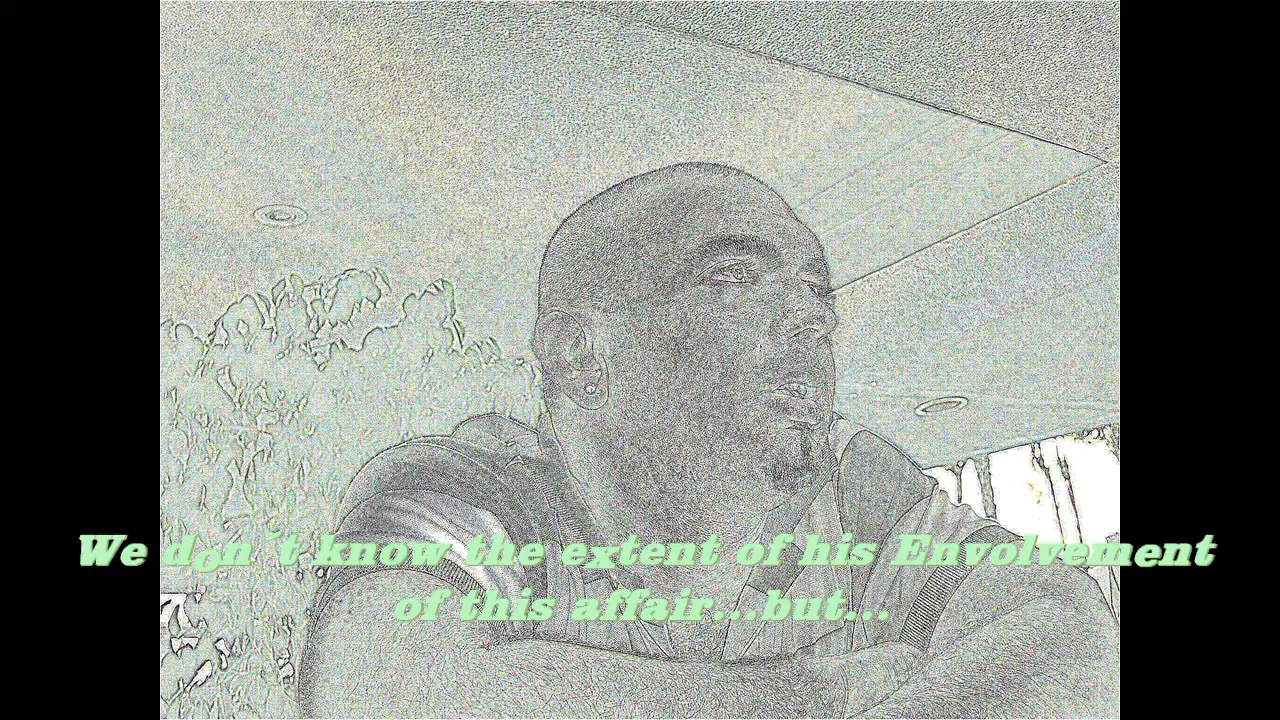 We don´t know the extent of his Envolvement
of this affair...but...